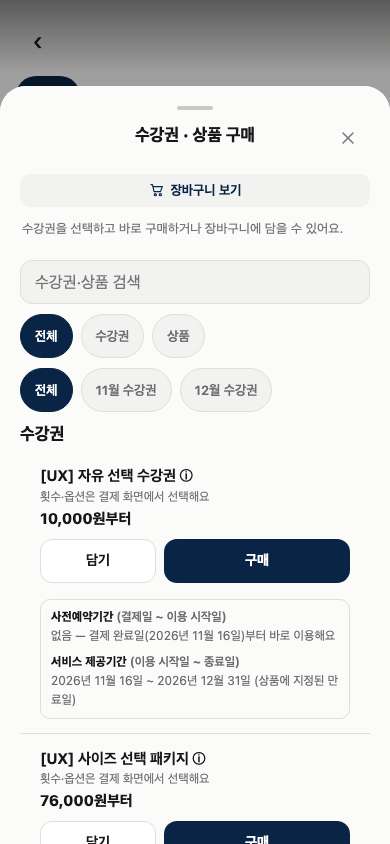 수강권 · 상품 구매
장바구니 보기
수강권을 선택하고 바로 구매하거나 장바구니에 담을 수 있어요.
수강권·상품 검색
전체 수강권 상품
전체 11월 수강권 12월 수강권
수강권
[UX] 자유 선택 수강권 ⓘ
횟수·옵션은 결제 화면에서 선택해요
10,000원부터
담기 구매
사전예약기간 (결제일 ~ 이용 시작일)
없음 — 결제 완료일(2026년 11월 16일)부터 바로 이용해요
서비스 제공기간 (이용 시작일 ~ 종료일)
2026년 11월 16일 ~ 2026년 12월 31일 (상품에 지정된 만
료일)
[UX] 사이즈 선택 패키지 ⓘ
횟수·옵션은 결제 화면에서 선택해요
76,000원부터
담기 구매